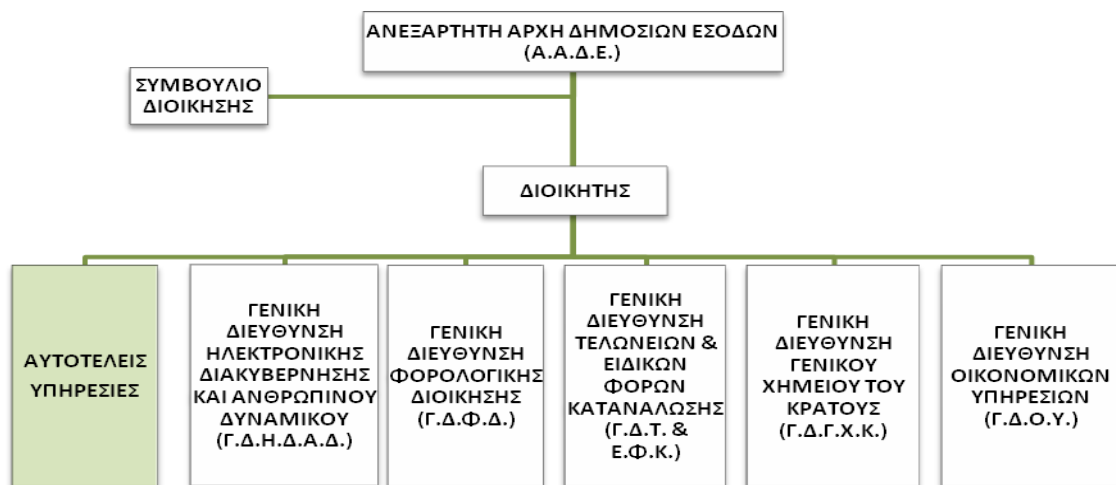 ΑΝΕΞΑΡΤΗΤΗ ΑΡΧΗ ΔΗΜΟΣΙΩΝ ΕΣΟΔΩΝ
(Α.Α.Δ.Ε.)
ΣΥΜΒΟΥΛΙΟ
ΔΙΟΙΚΗΣΗΣ
ΔΙΟΙΚΗΤΗΣ
ΑΥΤΟΤΕΛΕΙΣ
ΥΠΗΡΕΣΙΕΣ
ΓΕΝΙΚΗ
ΔΙΕΥΘΥΝΣΗ
ΗΛΕΚΤΡΟΝΙΚΗΣ
ΔΙΑΚΥΒΕΡΝΗΣΗΣ
ΚΑΙ ΑΝΘΡΩΠΙΝΟΥ
ΔΥΝΑΜΙΚΟΥ
(Γ.Δ.Η.Δ.Α.Δ.)
ΓΕΝΙΚΗ
ΔΙΕΥΘΥΝΣΗ
ΦΟΡΟΛΟΓΙΚΗΣ
ΔΙΟΙΚΗΣΗΣ
(Γ.Δ.Φ.Δ.)
ΓΕΝΙΚΗ
ΔΙΕΥΘΥΝΣΗ
ΤΕΛΩΝΕΙΩΝ &
ΕΙΔΙΚΩΝ
ΦΟΡΩΝ
ΚΑΤΑΝΑΛΩΣΗΣ
(Γ.Δ.Τ. &
Ε.Φ.Κ.)
ΓΕΝΙΚΗ
ΔΙΕΥΘΥΝΣΗ
ΓΕΝΙΚΟΥ
ΧΗΜΕΙΟΥ ΤΟΥ
ΚΡΑΤΟΥΣ
(Γ.Δ.Γ.Χ.Κ.)
ΓΕΝΙΚΗ
ΔΙΕΥΘΥΝΣΗ
ΟΙΚΟΝΟΜΙΚΩΝ
ΥΠΗΡΕΣΙΩΝ
(Γ.Δ.Ο.Υ.)